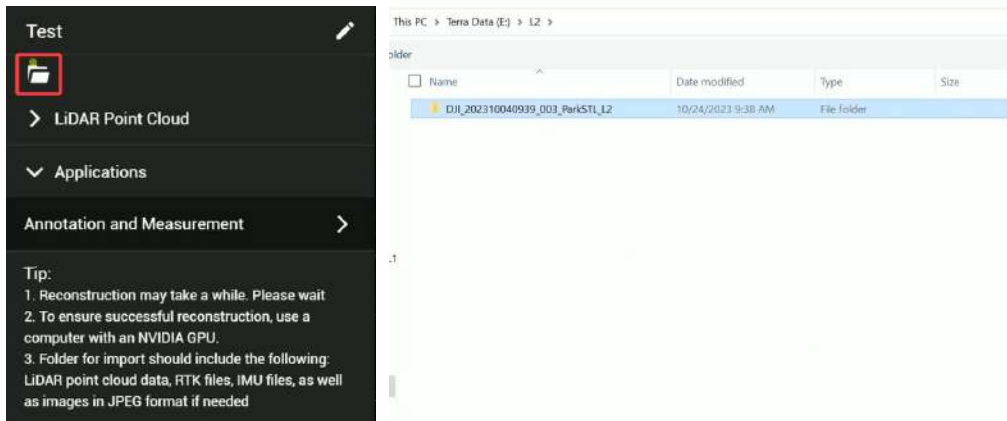 Test
LiDAR Point Cloud
Applications
Annotation and Measurement
Tip:
1. Reconstruction may take a while. Please wait
2. To ensure successful reconstruction, use a
computer with an NVIDIA GPU.
3. Folder for import should include the following:
LiDAR point cloud data, RTK files, IMU files, as well
as images in JPEG format if needed
This PC > Terra Data (E:) > L2 >
older
Name Date modified Type Size
DJI_202310040939_003_ParkSTL_L2 10/24/2023 9:38 AM File folder